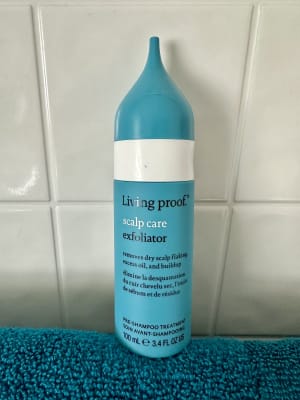 Living proof.®
scalp care
exfoliator
removes dry scalp flaking,
excess oil, and buildup
élimine la desquamation
du cuir chevelu sec, l'excès
de sébum et de résidus
PRE-SHAMPOO TREATMENT
SOIN AVANT-SHAMPOOING
100 mL ℮ 3.4 FL OZ US